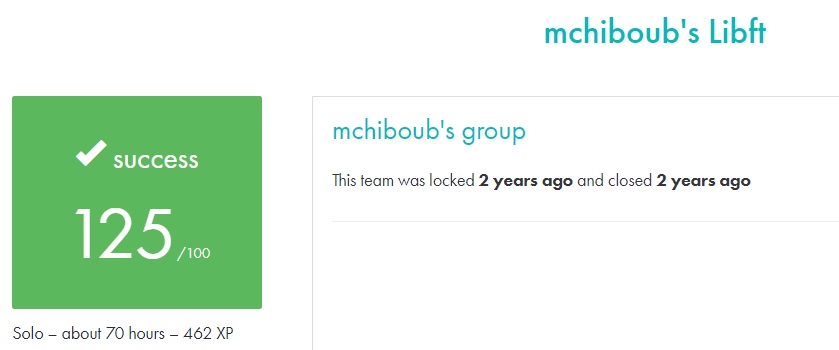 mchiboub's Libft
success
125 /100
Solo – about 70 hours – 462 XP
mchiboub's group
This team was locked 2 years ago and closed 2 years ago